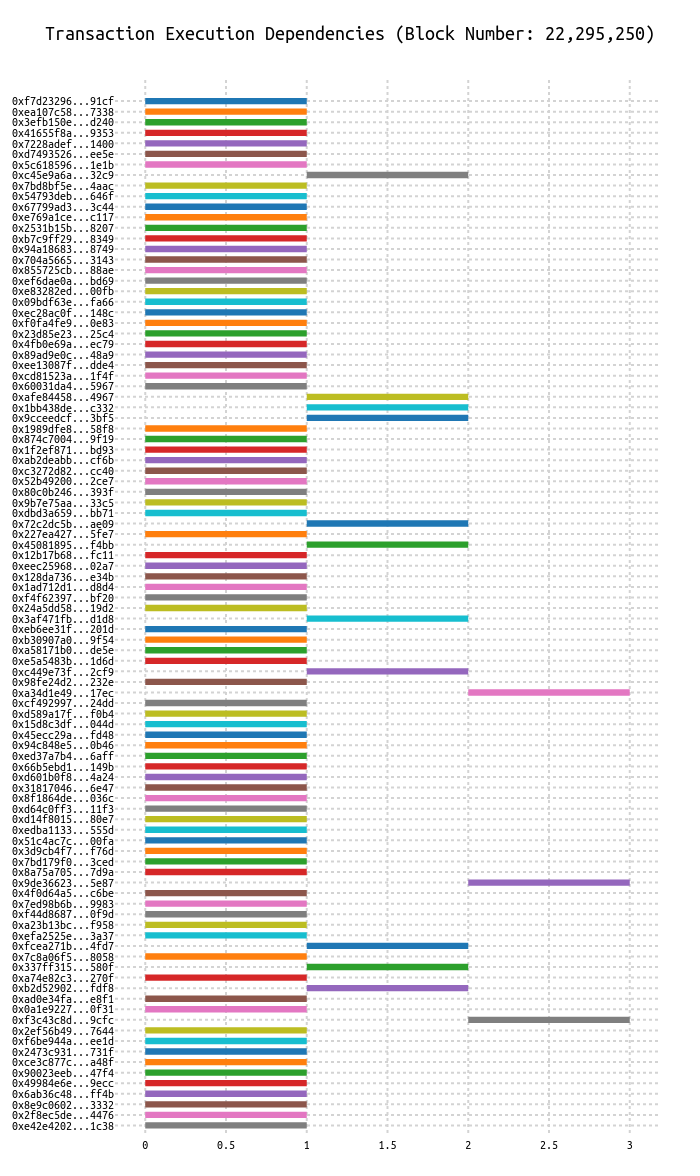 Transaction Execution Dependencies (Block Number: 22,295,250)
0xf7d23296...91cf
0xea107c58...7338
0x3efb150e...d240
0x41655f8a...9353
0x7228adef...1400
0xd7493526...ee5e
0x5c618596...1e1b
0xc45e9a6a...32c9
0x7bd8bf5e...4aac
0x54793deb...646f
0x67799ad3...3c44
0xe769a1ce...c117
0x2531b15b...8207
0xb7c9ff29...8349
0x94a18683...8749
0x704a5665...3143
0x855725cb...88ae
0xef6dae0a...bd69
0xe83282ed...00fb
0x09bdf63e...fa66
0xec28ac0f...148c
0xf0fa4fe9...0e83
0x23d85e23...25c4
0x4fb0e69a...ec79
0x89ad9e0c...48a9
0xee13087f...dde4
0xcd81523a...1f4f
0x60031da4...5967
0xafe84458...4967
0x1bb438de...c332
0x9cceedcf...3bf5
0x1989dfe8...58f8
0x874c7004...9f19
0x1f2ef871...bd93
0xab2deabb...cf6b
0xc3272d82...cc40
0x52b49200...2ce7
0x80c0b246...393f
0x9b7e75aa...33c5
0xdbd3a659...bb71
0x72c2dc5b...ae09
0x227ea427...5fe7
0x45081895...f4bb
0x12b17b68...fc11
0xeec25968...02a7
0x128da736...e34b
0x1ad712d1...d8d4
0xf4f62397...bf20
0x24a5dd58...19d2
0x3af471fb...d1d8
0xeb6ee31f...201d
0xb30907a0...9f54
0xa58171b0...de5e
0xe5a5483b...1d6d
0xc449e73f...2cf9
0x98fe24d2...232e
0xa34d1e49...17ec
0xcf492997...24dd
0xd589a17f...f0b4
0x15d8c3df...044d
0x45ecc29a...fd48
0x94c848e5...0b46
0xed37a7b4...6aff
0x66b5ebd1...149b
0xd601b0f8...4a24
0x31817046...6e47
0x8f1864de...036c
0xd64c0ff3...11f3
0xd14f8015...80e7
0xedba1133...555d
0x51c4ac7c...00fa
0x3d9cb4f7...f76d
0x7bd179f0...3ced
0x8a75a705...7d9a
0x9de36623...5e87
0x4f0d64a5...c6be
0x7ed98b6b...9983
0xf44d8687...0f9d
0xa23b13bc...f958
0xefa2525e...3a37
0xfcea271b...4fd7
0x7c8a06f5...8058
0x337ff315...580f
0xa74e82c3...270f
0xb2d52902...fdf8
0xad0e34fa...e8f1
0x0a1e9227...0f31
0xf3c43c8d...9cfc
0x2ef56b49...7644
0xf6be944a...ee1d
0x2473c931...731f
0xce3c877c...a48f
0x90023eeb...47f4
0x49984e6e...9ecc
0x6ab36c48...ff4b
0x8e9c0602...3332
0x2f8ec5de...4476
0xe42e4202...1c38
0 0.5 1 1.5 2 2.5 3